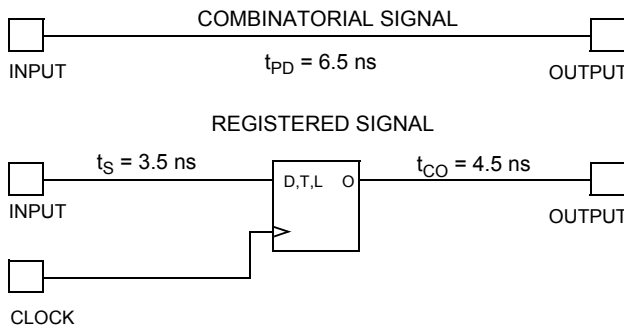 COMBINATORIAL SIGNAL
INPUT
tPD = 6.5 ns
OUTPUT
REGISTERED SIGNAL
tS = 3.5 ns
D,T,L O
tCO = 4.5 ns
INPUT
OUTPUT
CLOCK